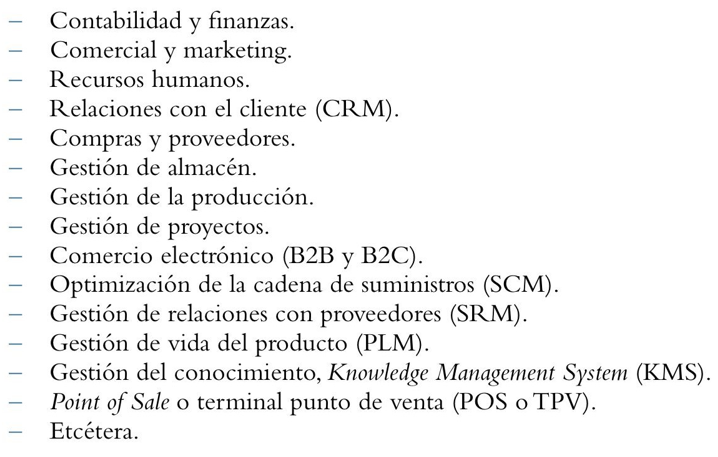 – Contabilidad y finanzas.
– Comercial y marketing.
– Recursos humanos.
– Relaciones con el cliente (CRM).
– Compras y proveedores.
– Gestión de almacén.
– Gestión de la producción.
– Gestión de proyectos.
– Comercio electrónico (B2B y B2C).
– Optimización de la cadena de suministros (SCM).
– Gestión de relaciones con proveedores (SRM).
– Gestión de vida del producto (PLM).
– Gestión del conocimiento, Knowledge Management System (KMS).
– Point of Sale o terminal punto de venta (POS o TPV).
– Etcétera.